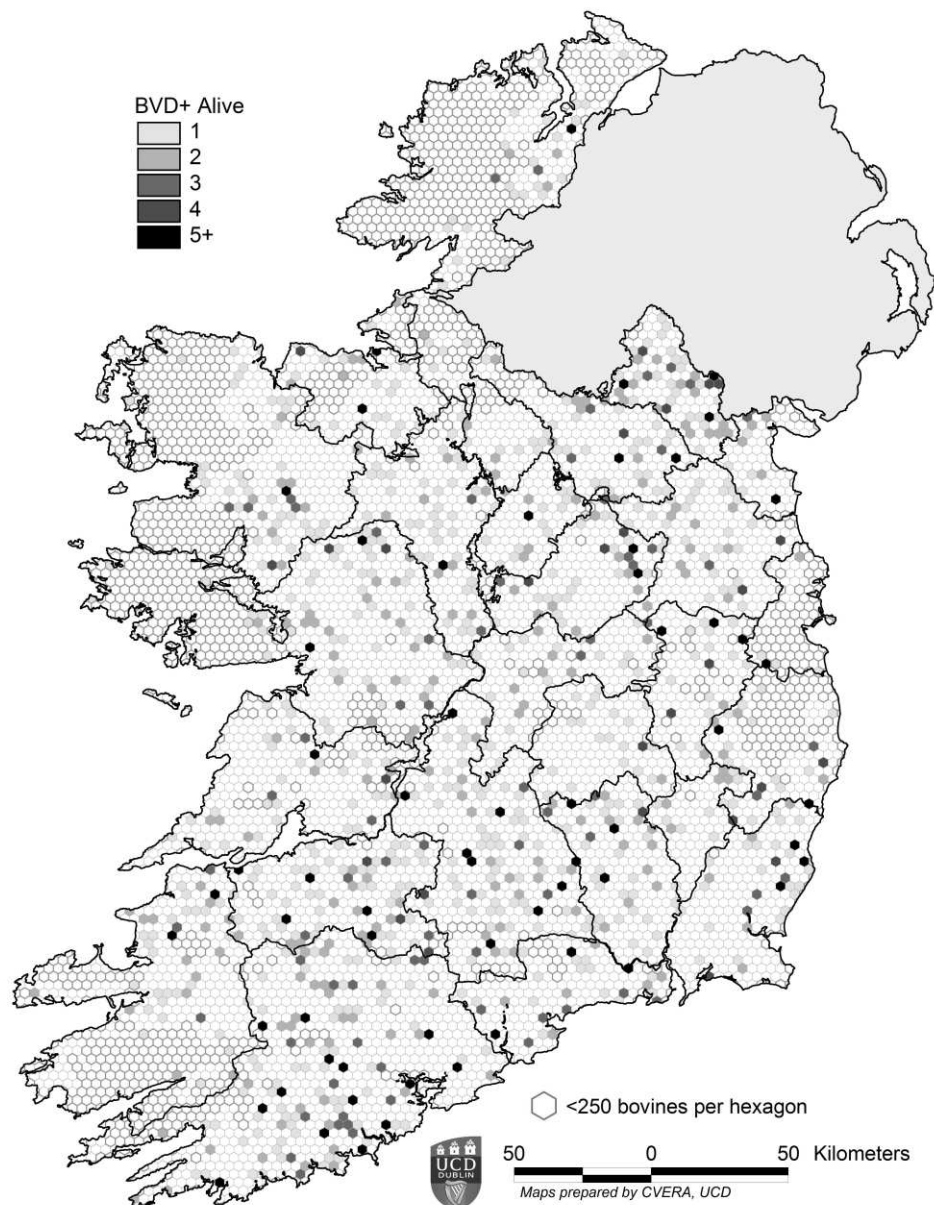 BVD+ Alive
1
2
3
4
5+
<250 bovines per hexagon
UCD
DUBLIN
50 25 0 50 Kilometers
Maps prepared by CVERA, UCD